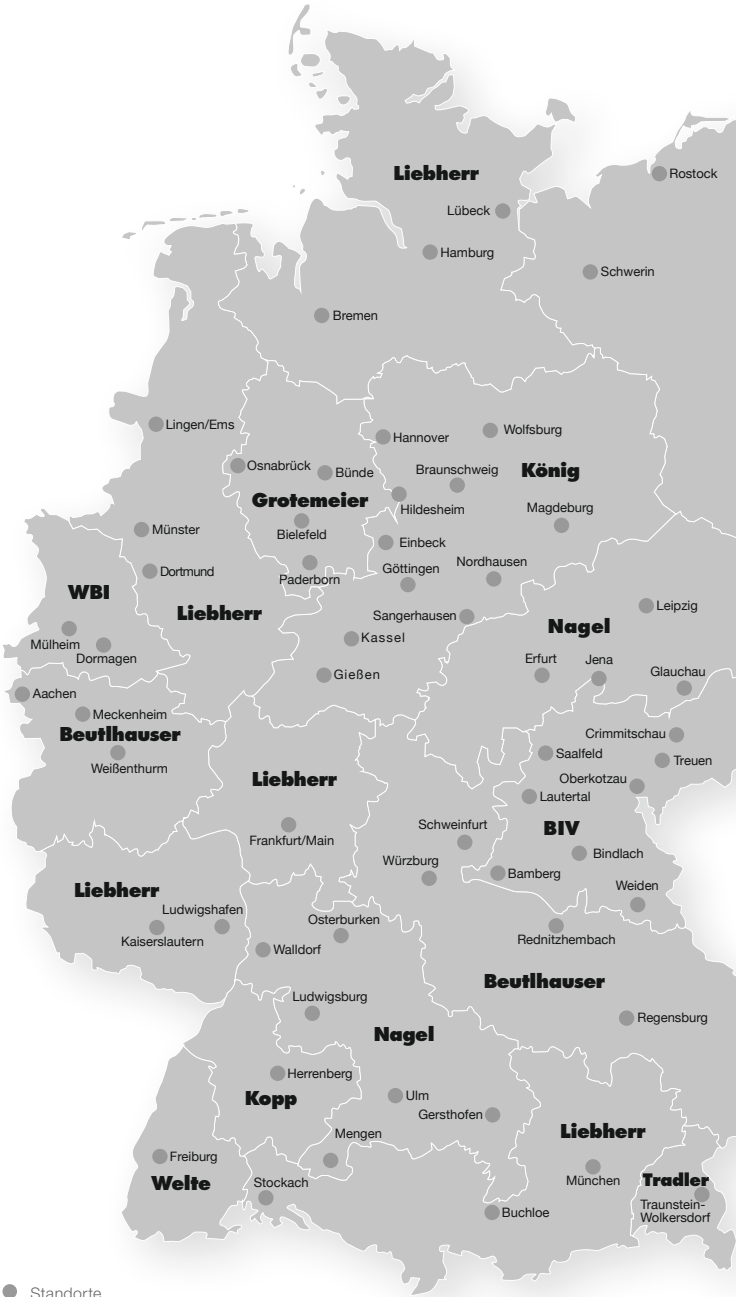 Liebherr
Rostock
Lübeck
Hamburg
Schwerin
Bremen
Lingen/Ems
Hannover
Wolfsburg
Osnabrück
Bünde
Braunschweig
König
Grotemeier
Hildesheim
Magdeburg
Münster
Bielefeld
Einbeck
Göttingen
Nordhausen
Dortmund
Paderborn
WBI
Liebherr
Sangerhausen
Nagel
Leipzig
Mülheim
Dormagen
Kassel
Gießen
Erfurt
Jena
Glauchau
Aachen
Meckenheim
Beutlhauser
Weißenthurm
Crimmitschau
Saalfeld
Treuen
Liebherr
Oberkotzau
Lautertal
Schweinfurt
BIV
Frankfurt/Main
Bindlach
Würzburg
Bamberg
Weiden
Liebherr
Ludwigshafen
Kaiserslautern
Osterburken
Walldorf
Rednitzhembach
Beutlhauser
Ludwigsburg
Regensburg
Nagel
Herrenberg
Kopp
Ulm
Gersthofen
Mengen
Liebherr
Freiburg
Welte
Stockach
München
Tradler
Traunstein-
Wolkersdorf
Buchloe
Standorte